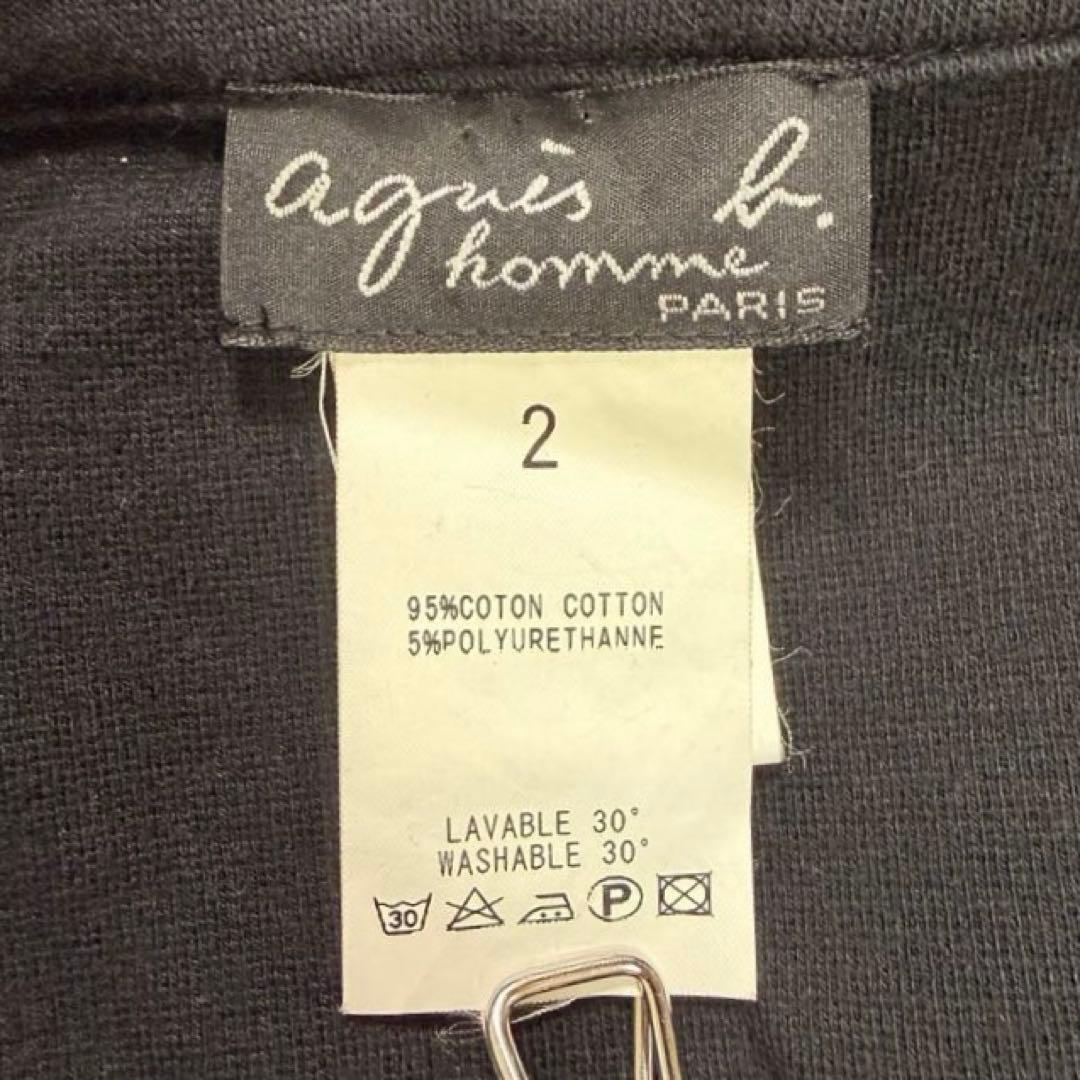 agnès b.
homme
PARIS
2
95%COTON COTTON
5%POLYURETHANNE
LAVABLE 30°
WASHABLE 30°
30 P